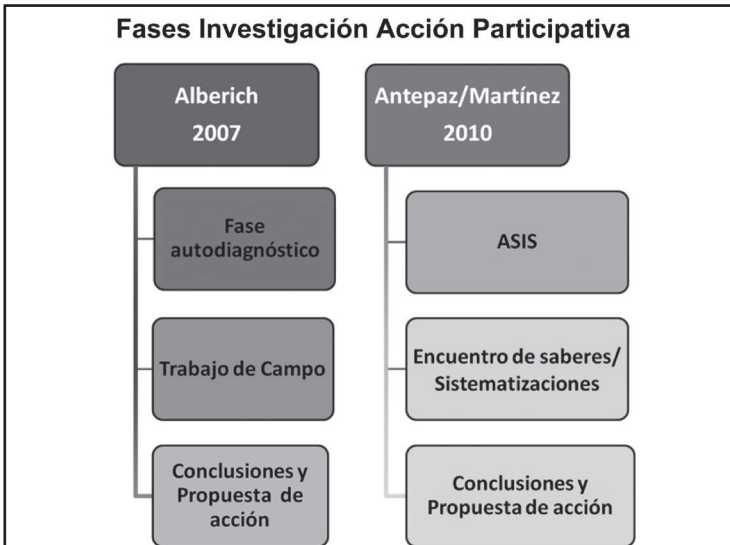 Fases Investigación Acción Participativa
Alberich
2007
Fase
autodiagnóstico
Trabajo de Campo
Conclusiones y
Propuesta de
acción
Antepaz/Martínez
2010
ASIS
Encuentro de saberes/
Sistematizaciones
Conclusiones y
Propuesta de acción